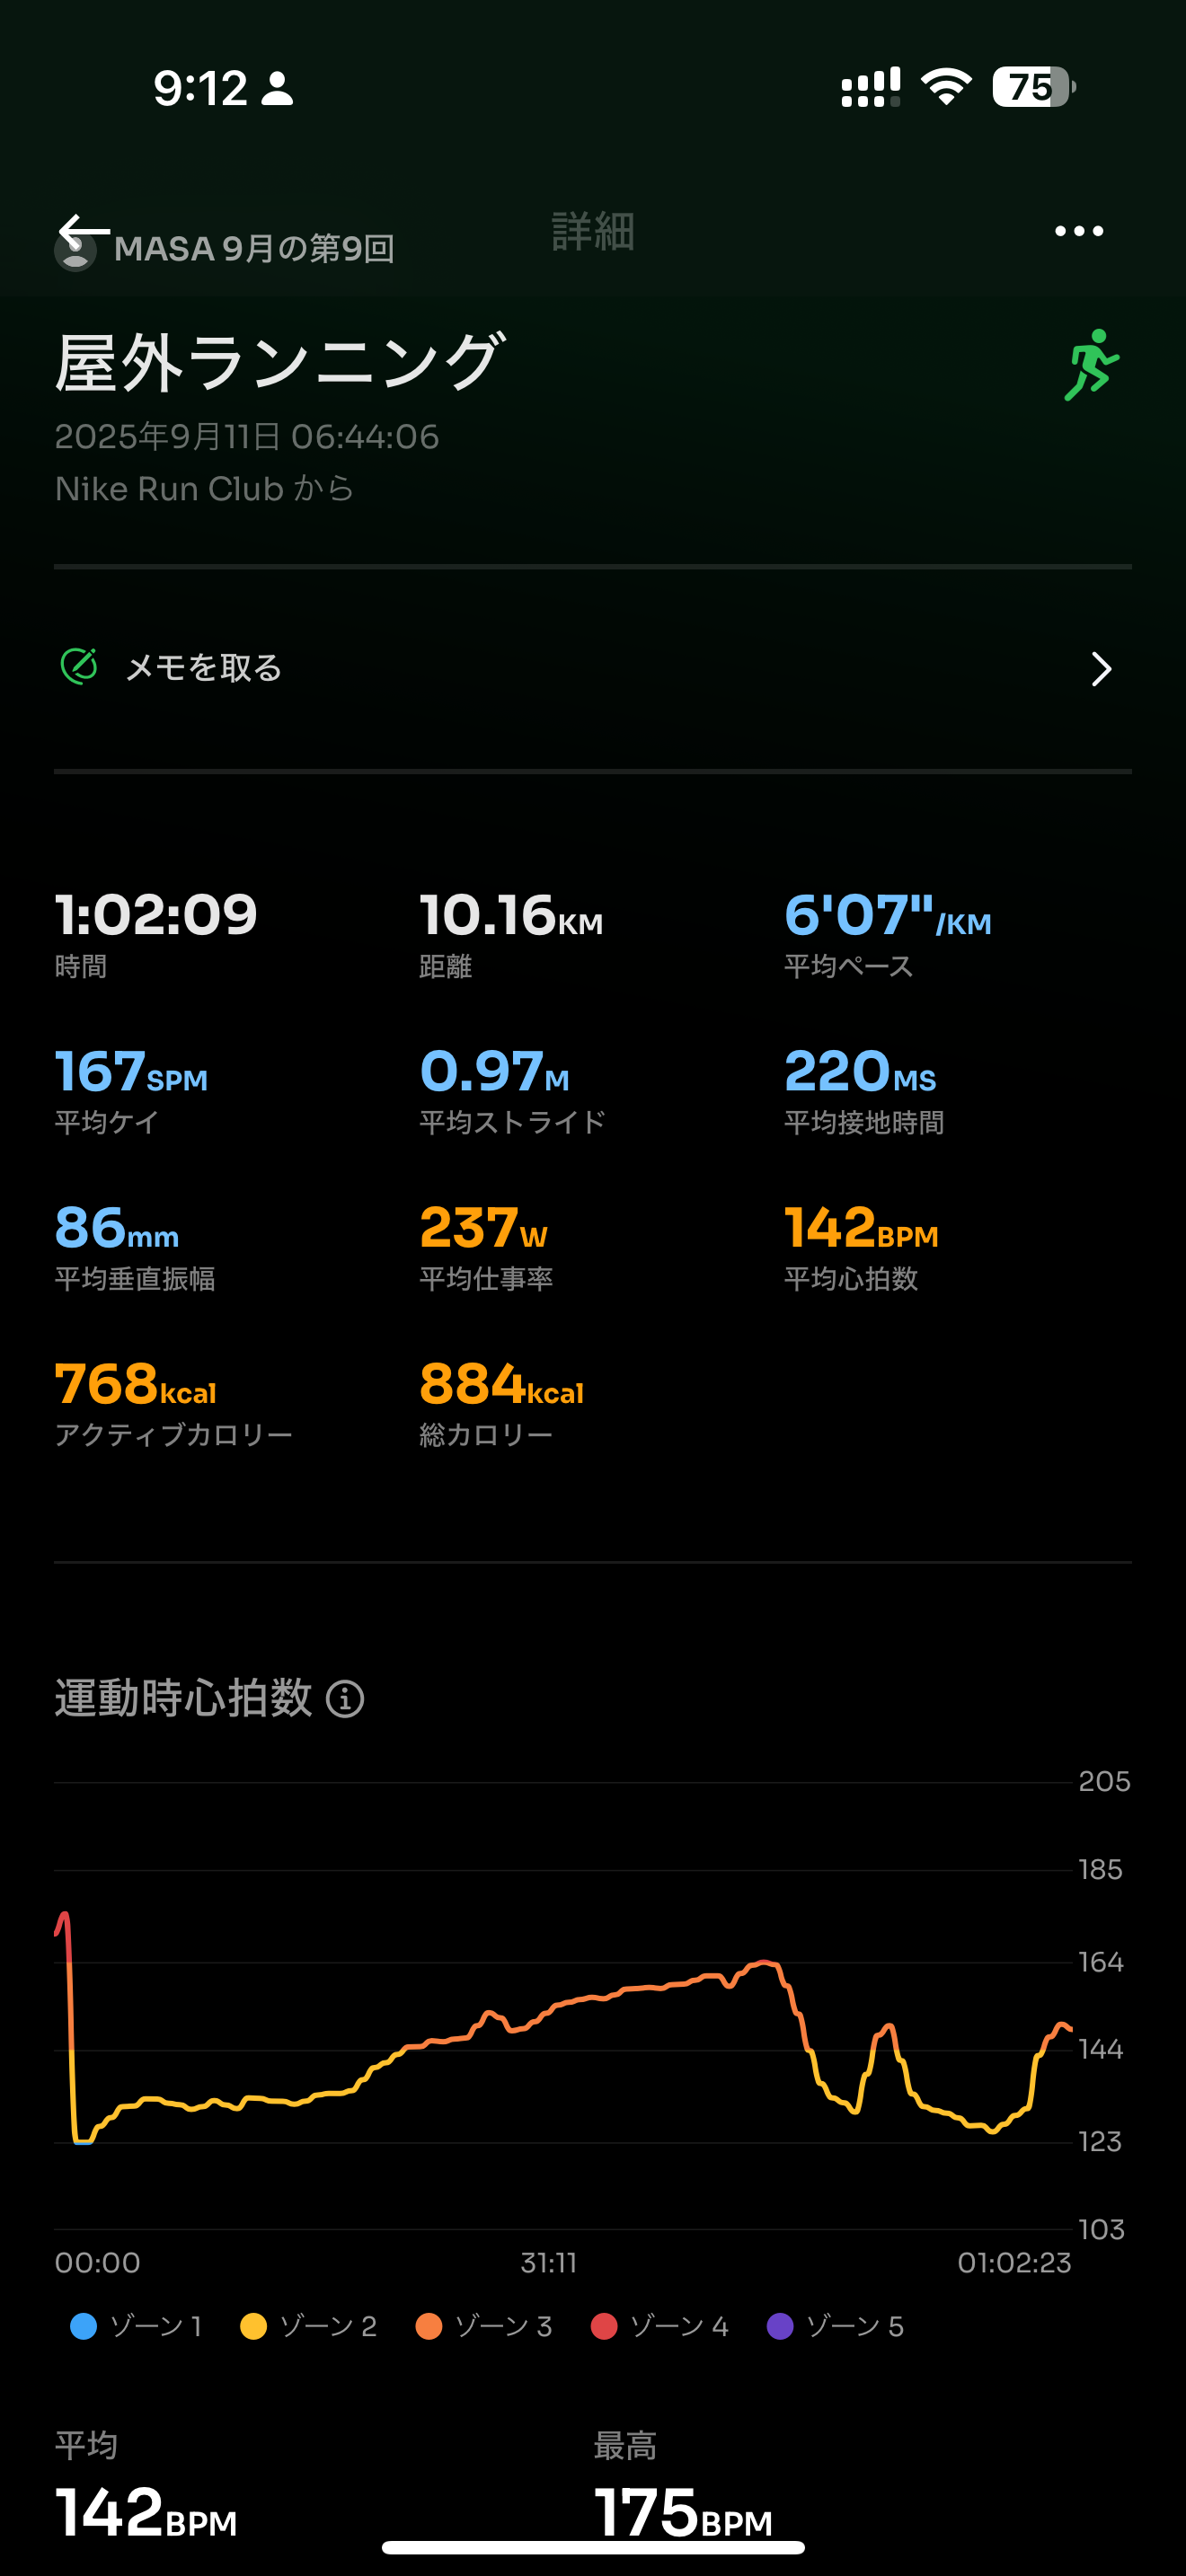 9:12
75
詳細
MASA 9月の第9回
屋外ランニング
2025年9月11日 06:44:06
Nike Run Club から
メモを取る
1:02:09 10.16KM 6'07"/KM
時間 距離 平均ペース
167SPM 0.97M 220MS
平均ケイ 平均ストライド 平均接地時間
86mm 237W 142BPM
平均垂直振幅 平均仕事率 平均心拍数
768kcal 884kcal
アクティブカロリー 総カロリー
運動時心拍数
205
185
164
144
123
103
00:00 31:11 01:02:23
ゾーン 1 ゾーン 2 ゾーン 3 ゾーン 4 ゾーン 5
平均 最高
142BPM 175BPM